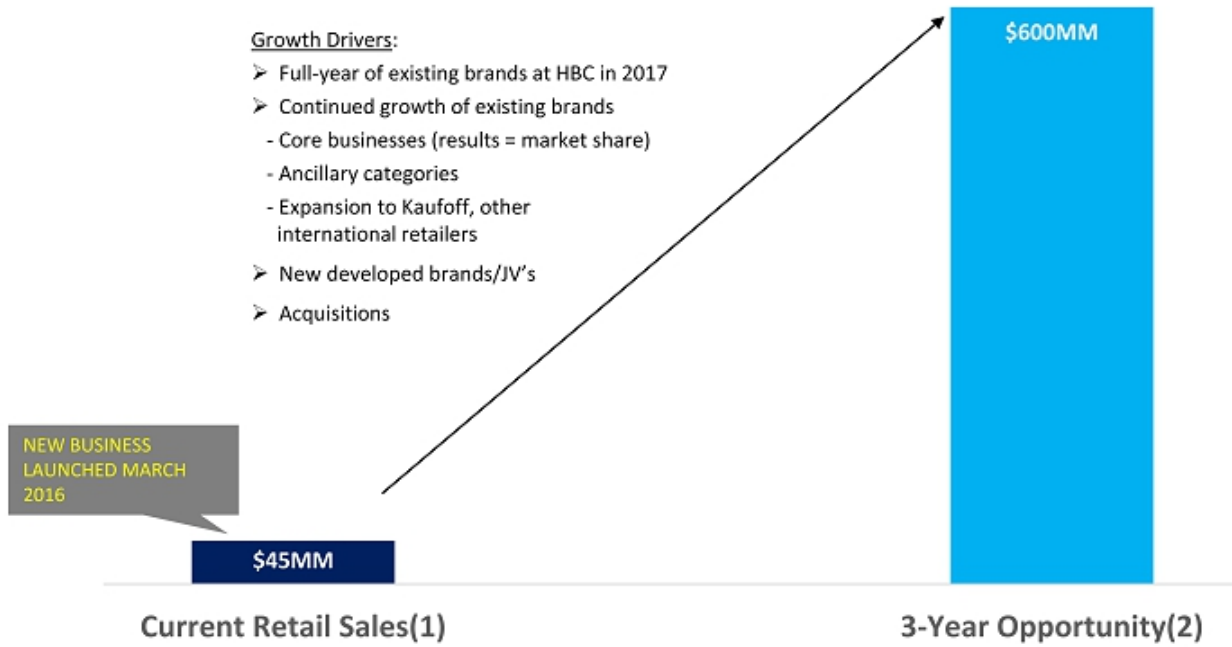 Growth Drivers:
➢ Full-year of existing brands at HBC in 2017
➢ Continued growth of existing brands
- Core businesses (results = market share)
- Ancillary categories
- Expansion to Kaufoff, other
international retailers
➢ New developed brands/JV's
➢ Acquisitions
$600MM
NEW BUSINESS
LAUNCHED MARCH
2016
$45MM
Current Retail Sales(1)
3-Year Opportunity(2)